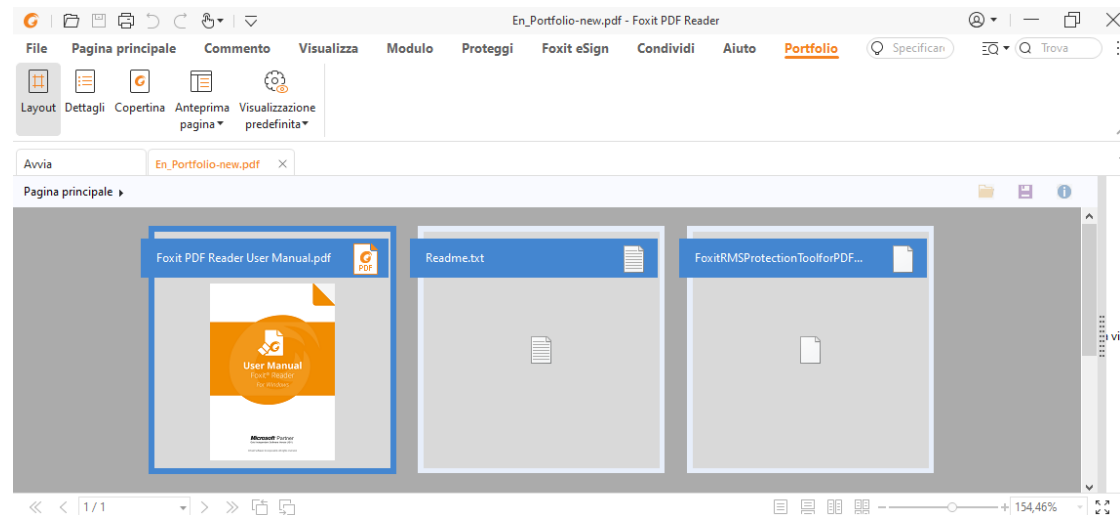 En_Portfolio-new.pdf - Foxit PDF Reader
File Pagina principale Commento Visualizza Modulo Proteggi Foxit eSign Condividi Aiuto Portfolio Specificare Trova
Layout Dettagli Copertina Anteprima pagina Visualizzazione predefinita
Avvia En_Portfolio-new.pdf
Pagina principale
Foxit PDF Reader User Manual.pdf PDF Readme.txt FoxitRMSProtectionToolforPDF...
User Manual
Foxit® Reader
For Windows
Microsoft Partner
1 / 1 154,46%